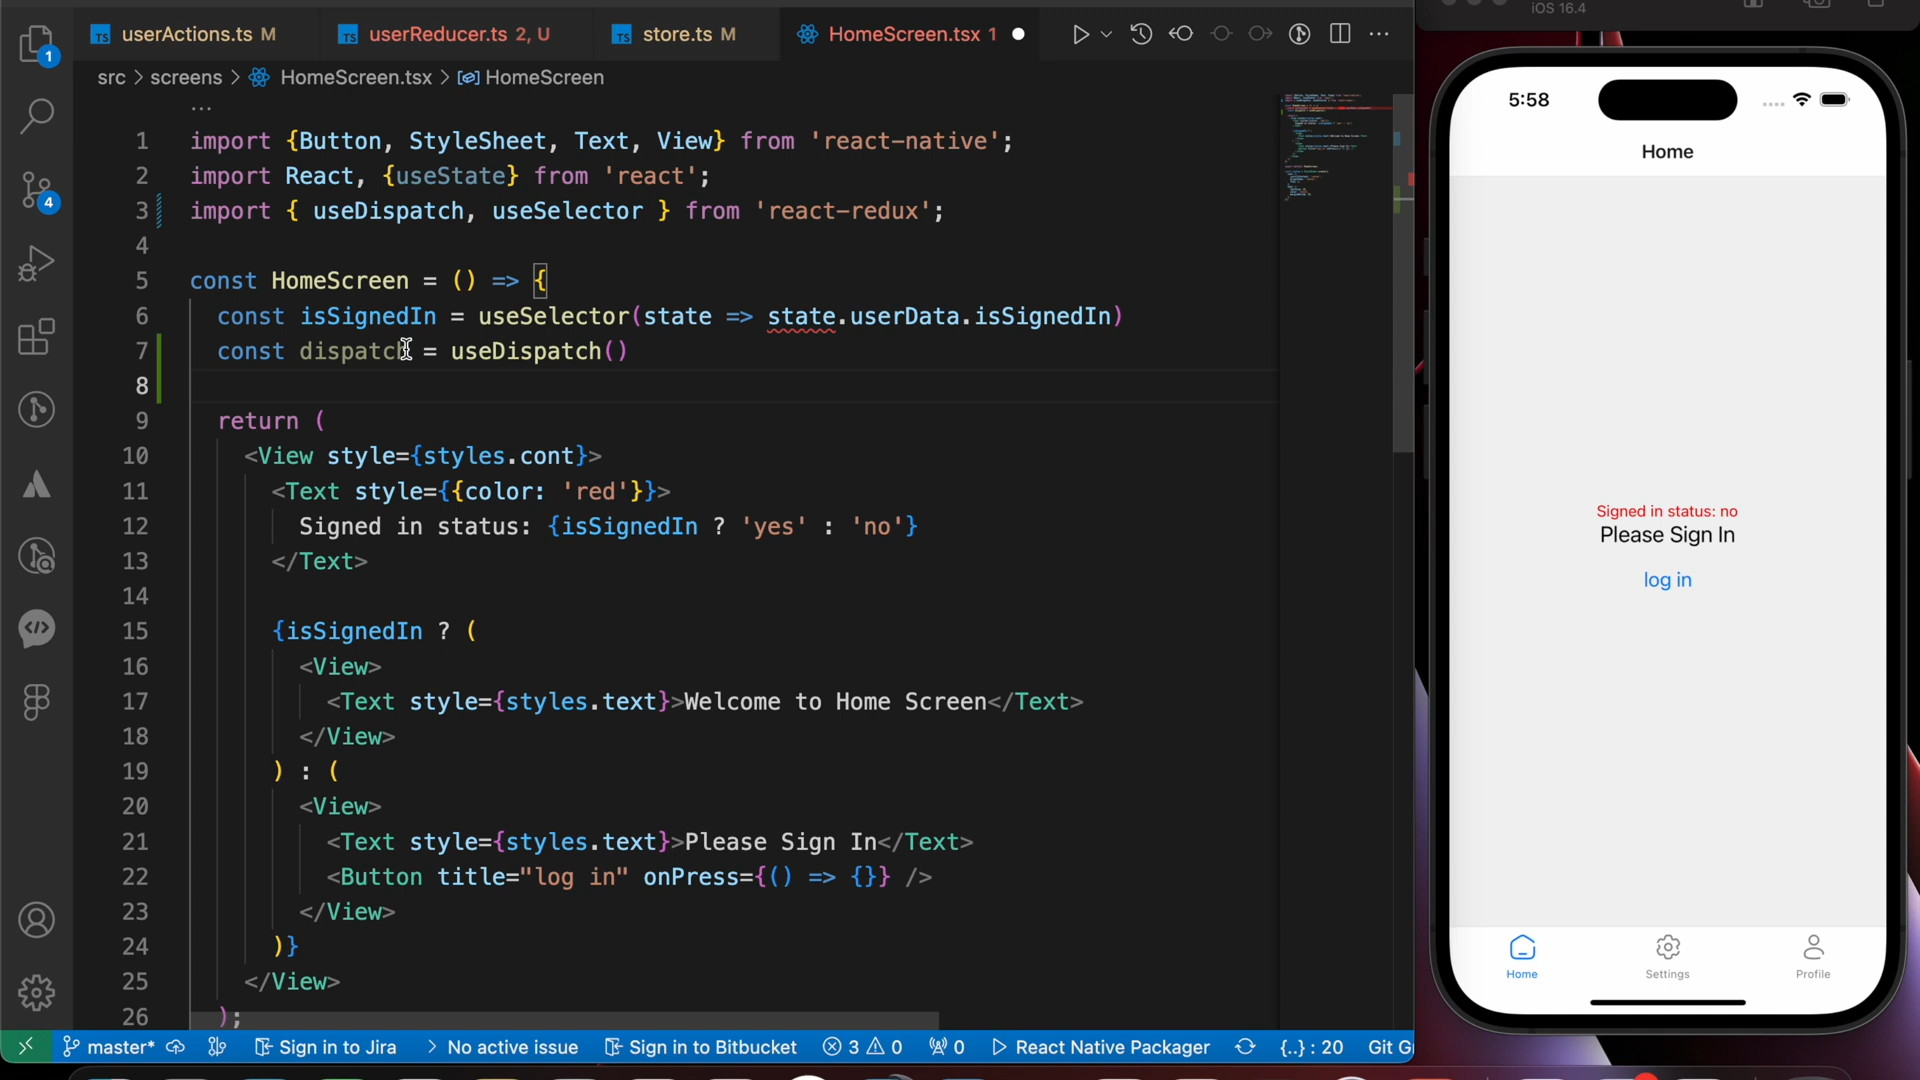 userActions.ts M
userReducer.ts 2, U
store.ts M
HomeScreen.tsx 1
src > screens > HomeScreen.tsx > HomeScreen
...
1 import {Button, StyleSheet, Text, View} from 'react-native';
2 import React, {useState} from 'react';
3 import { useDispatch, useSelector } from 'react-redux';
4
5 const HomeScreen = () => {
6 const isSignedIn = useSelector(state => state.userData.isSignedIn)
7 const dispatch = useDispatch()
8
9 return (
10 <View style={styles.cont}>
11 <Text style={{color: 'red'}}>
12 Signed in status: {isSignedIn ? 'yes' : 'no'}
13 </Text>
14
15 {isSignedIn ? (
16 <View>
17 <Text style={styles.text}>Welcome to Home Screen</Text>
18 </View>
19 ) : (
20 <View>
21 <Text style={styles.text}>Please Sign In</Text>
22 <Button title="log in" onPress={() => {}} />
23 </View>
24 )}
25 </View>
26 );
1
4
master*
Sign in to Jira
No active issue
Sign in to Bitbucket
3
0
0
React Native Packager
{..} : 20
Git G
iOS 16.4
5:58
Home
Signed in status: no
Please Sign In
log in
Home
Settings
Profile